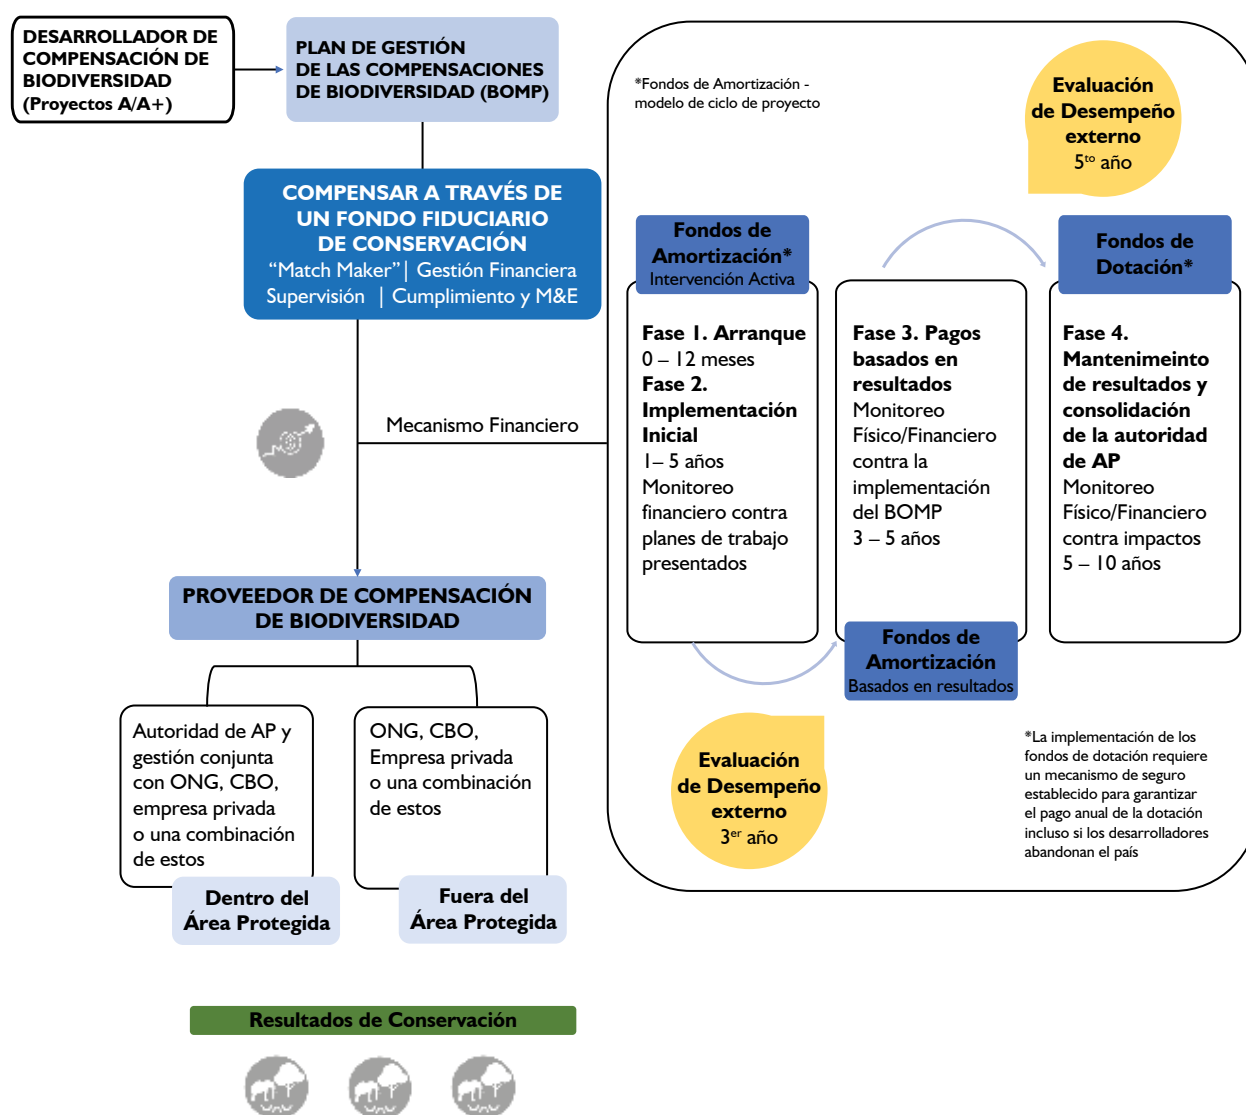 DESARROLLADOR DE
COMPENSACIÓN DE
BIODIVERSIDAD
(Proyectos A/A+)
PLAN DE GESTIÓN
DE LAS COMPENSACIONES
DE BIODIVERSIDAD (BOMP)
COMPENSAR A TRAVÉS DE
UN FONDO FIDUCIARIO
DE CONSERVACIÓN
“Match Maker”| Gestión Financiera
Supervisión | Cumplimiento y M&E
Mecanismo Financiero
PROVEEDOR DE COMPENSACIÓN
DE BIODIVERSIDAD
Autoridad de AP y
gestión conjunta
con ONG, CBO,
empresa privada
o una combinación
de estos
Dentro del
Área Protegida
ONG, CBO,
Empresa privada
o una combinación
de estos
Fuera del
Área Protegida
Resultados de Conservación
*Fondos de Amortización -
modelo de ciclo de proyecto
Evaluación
de Desempeño
externo
5to año
Fondos de
Amortización*
Intervención Activa
Fase 1. Arranque
0 – 12 meses
Fase 2.
Implementación
Inicial
1– 5 años
Monitoreo
financiero contra
planes de trabajo
presentados
Fase 3. Pagos
basados en
resultados
Monitoreo
Físico/Financiero
contra la
implementación
del BOMP
3 – 5 años
Fondos de
Amortización
Basados en resultados
Fondos de
Dotación*
Fase 4.
Mantenimeinto
de resultados y
consolidación
de la autoridad
de AP
Monitoreo
Físico/Financiero
contra impactos
5 – 10 años
Evaluación
de Desempeño
externo
3er año
*La implementación de los
fondos de dotación requiere
un mecanismo de seguro
establecido para garantizar
el pago anual de la dotación
incluso si los desarrolladores
abandonan el país